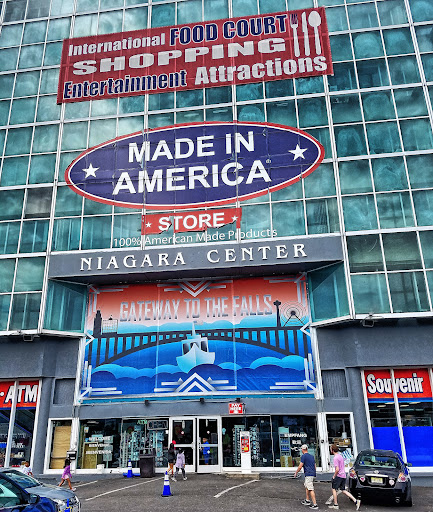 International FOOD COURT
SHOPPING
Entertainment Attractions
MADE IN
AMERICA
STORE
100% American Made Products
NIAGARA CENTER
GATEWAY TO THE FALLS
ATM
Souvenir
EMPFANG